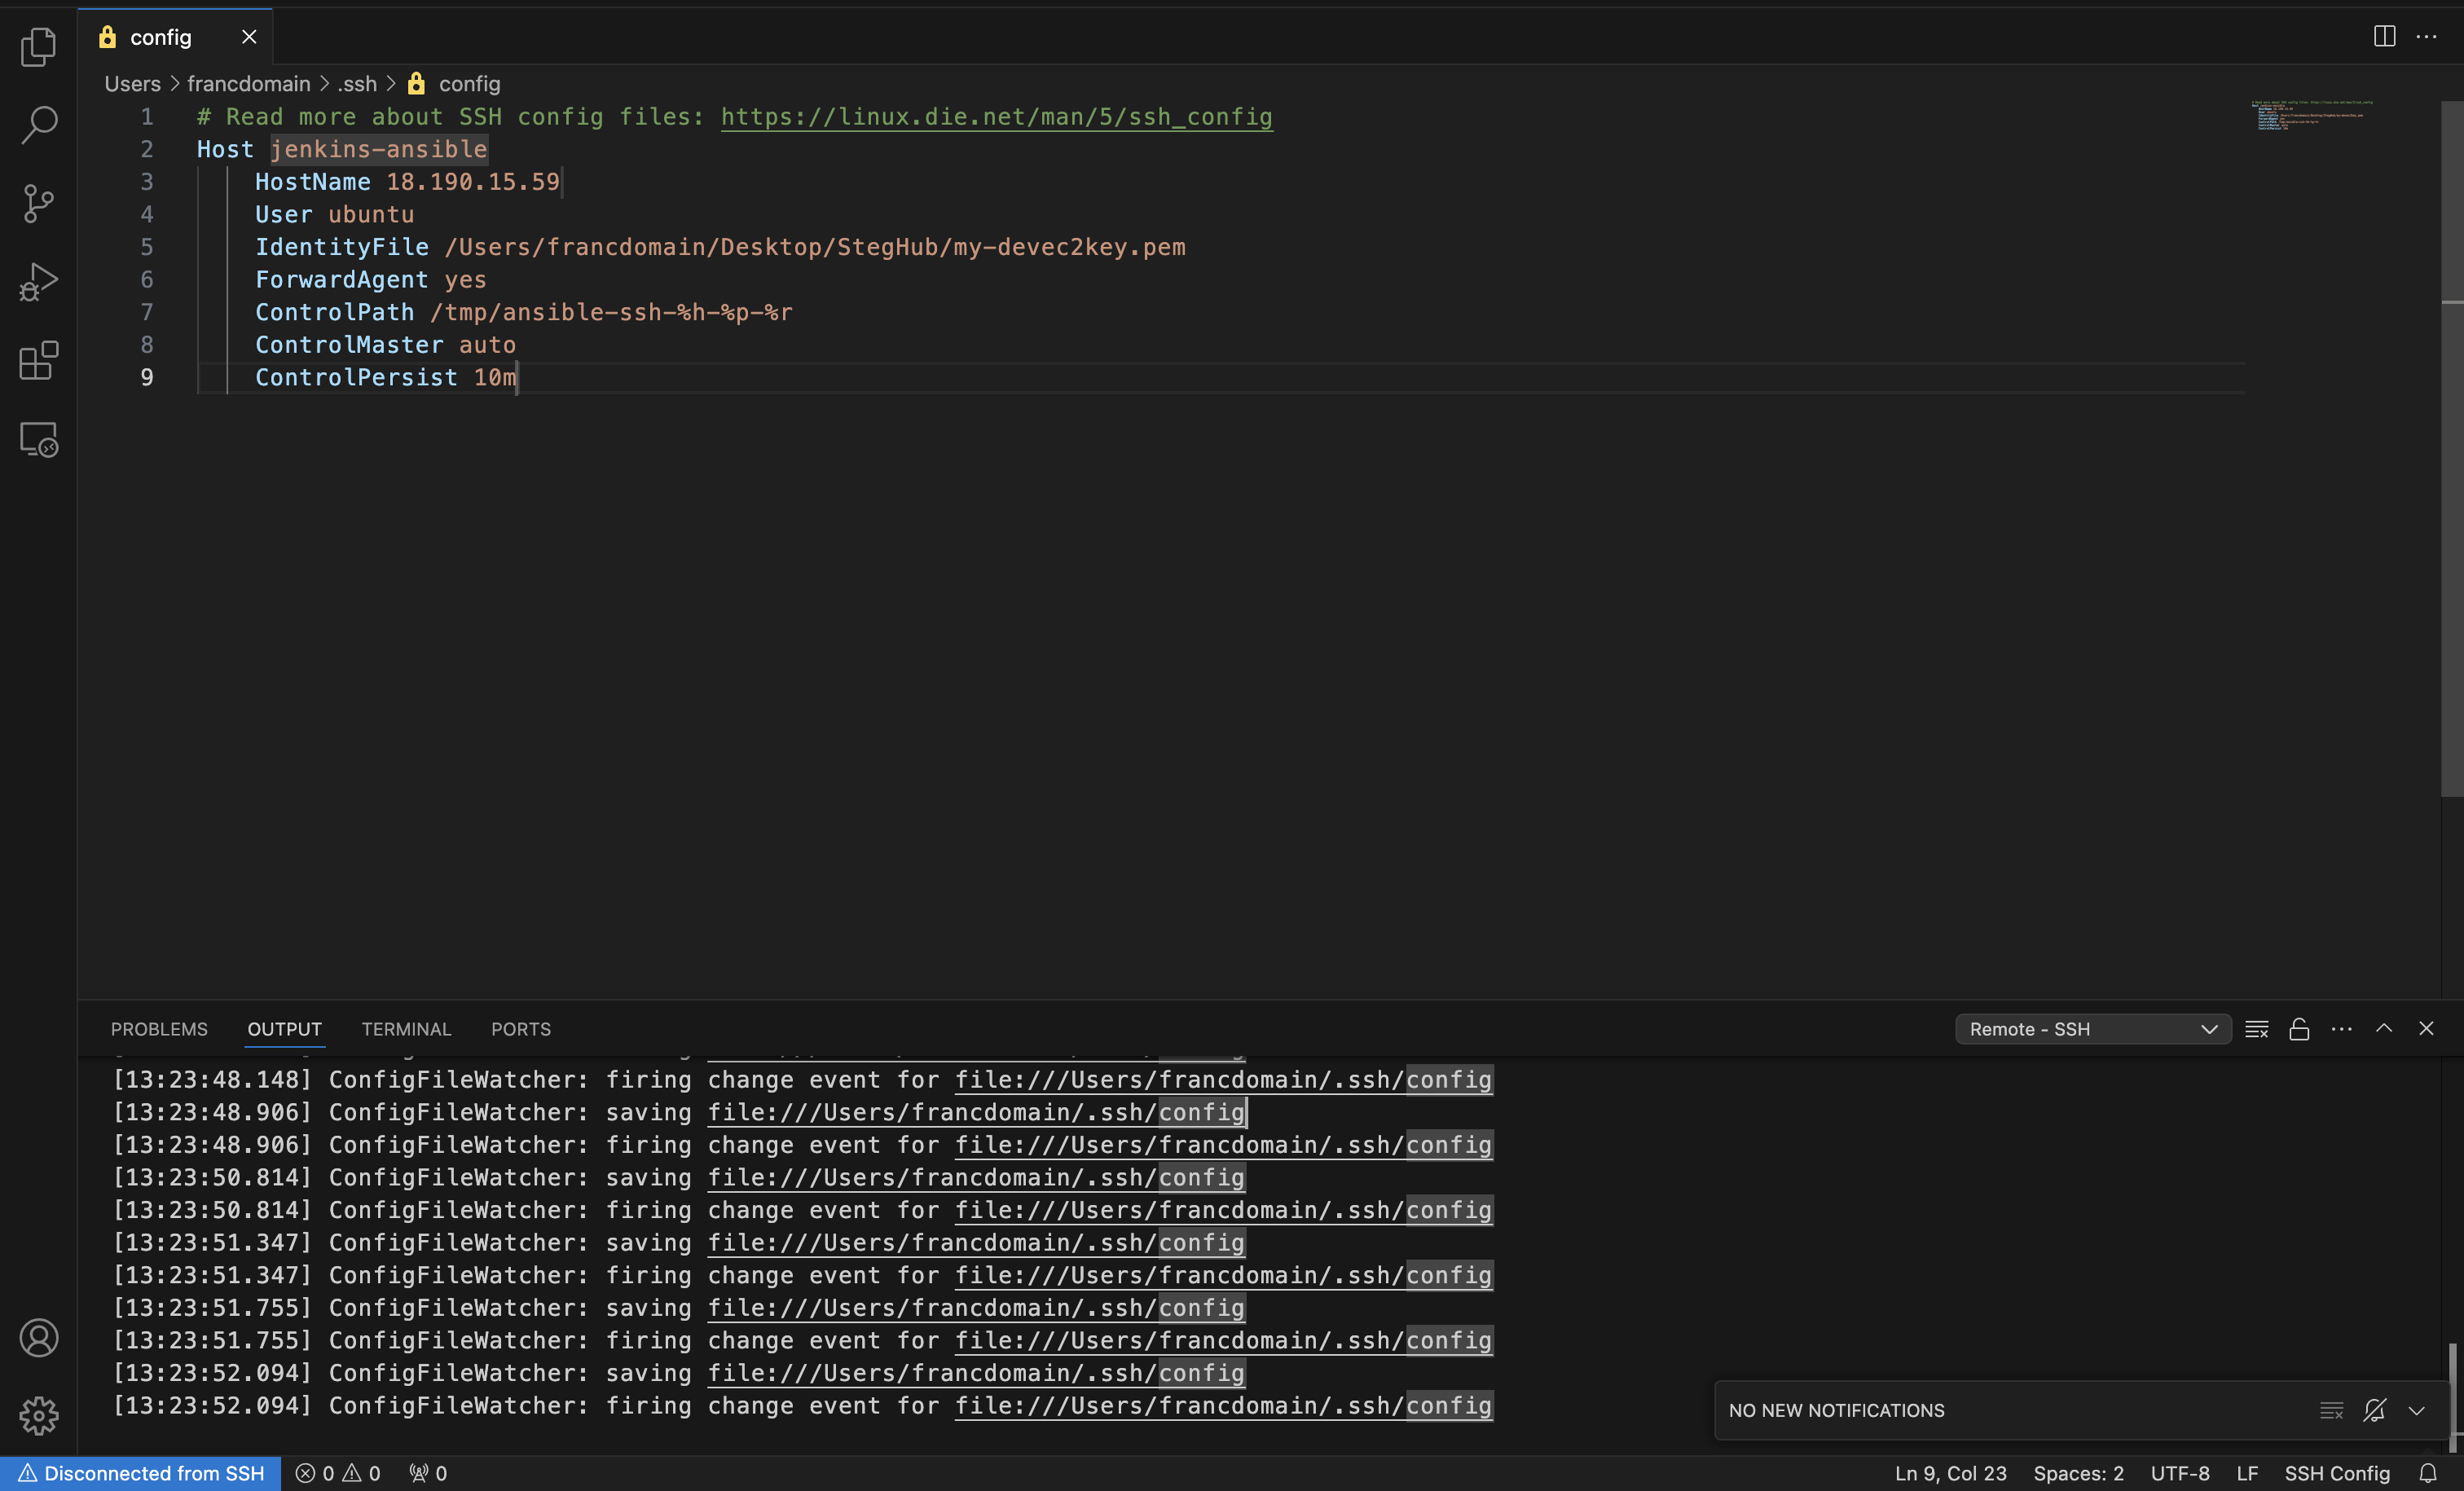 config
Users > francdomain > .ssh > config
1 # Read more about SSH config files: https://linux.die.net/man/5/ssh_config
2 Host jenkins-ansible
3 HostName 18.190.15.59
4 User ubuntu
5 IdentityFile /Users/francdomain/Desktop/StegHub/my-devec2key.pem
6 ForwardAgent yes
7 ControlPath /tmp/ansible-ssh-%h-%p-%r
8 ControlMaster auto
9 ControlPersist 10m
PROBLEMS OUTPUT TERMINAL PORTS Remote - SSH
[13:23:48.148] ConfigFileWatcher: firing change event for file:///Users/francdomain/.ssh/config
[13:23:48.906] ConfigFileWatcher: saving file:///Users/francdomain/.ssh/config
[13:23:48.906] ConfigFileWatcher: firing change event for file:///Users/francdomain/.ssh/config
[13:23:50.814] ConfigFileWatcher: saving file:///Users/francdomain/.ssh/config
[13:23:50.814] ConfigFileWatcher: firing change event for file:///Users/francdomain/.ssh/config
[13:23:51.347] ConfigFileWatcher: saving file:///Users/francdomain/.ssh/config
[13:23:51.347] ConfigFileWatcher: firing change event for file:///Users/francdomain/.ssh/config
[13:23:51.755] ConfigFileWatcher: saving file:///Users/francdomain/.ssh/config
[13:23:51.755] ConfigFileWatcher: firing change event for file:///Users/francdomain/.ssh/config
[13:23:52.094] ConfigFileWatcher: saving file:///Users/francdomain/.ssh/config
[13:23:52.094] ConfigFileWatcher: firing change event for file:///Users/francdomain/.ssh/config
NO NEW NOTIFICATIONS
Disconnected from SSH 0 0 0 Ln 9, Col 23 Spaces: 2 UTF-8 LF SSH Config